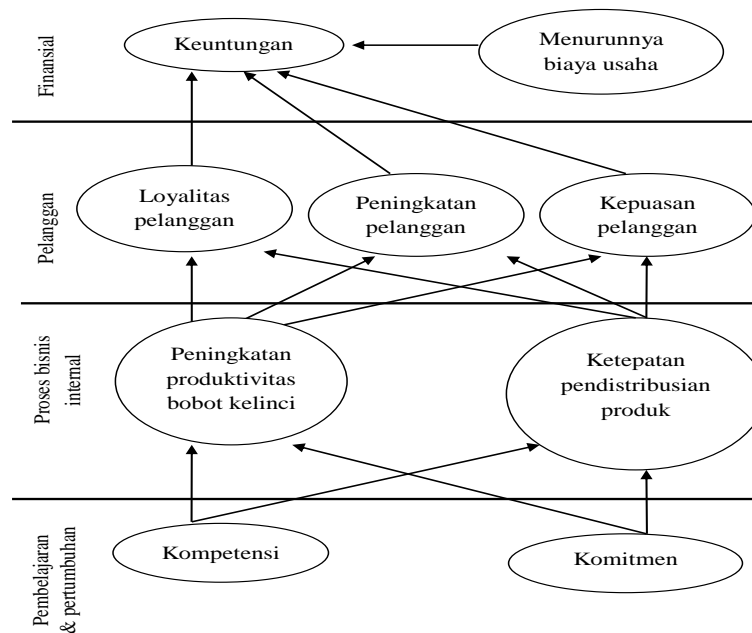 Finansial
Keuntungan
Menurunnya
biaya usaha
Pelanggan
Loyalitas
pelanggan
Peningkatan
pelanggan
Kepuasan
pelanggan
Proses bisnis
internal
Peningkatan
produktivitas
bobot kelinci
Ketepatan
pendistribusian
produk
Pembelajaran
& pertumbuhan
Kompetensi
Komitmen